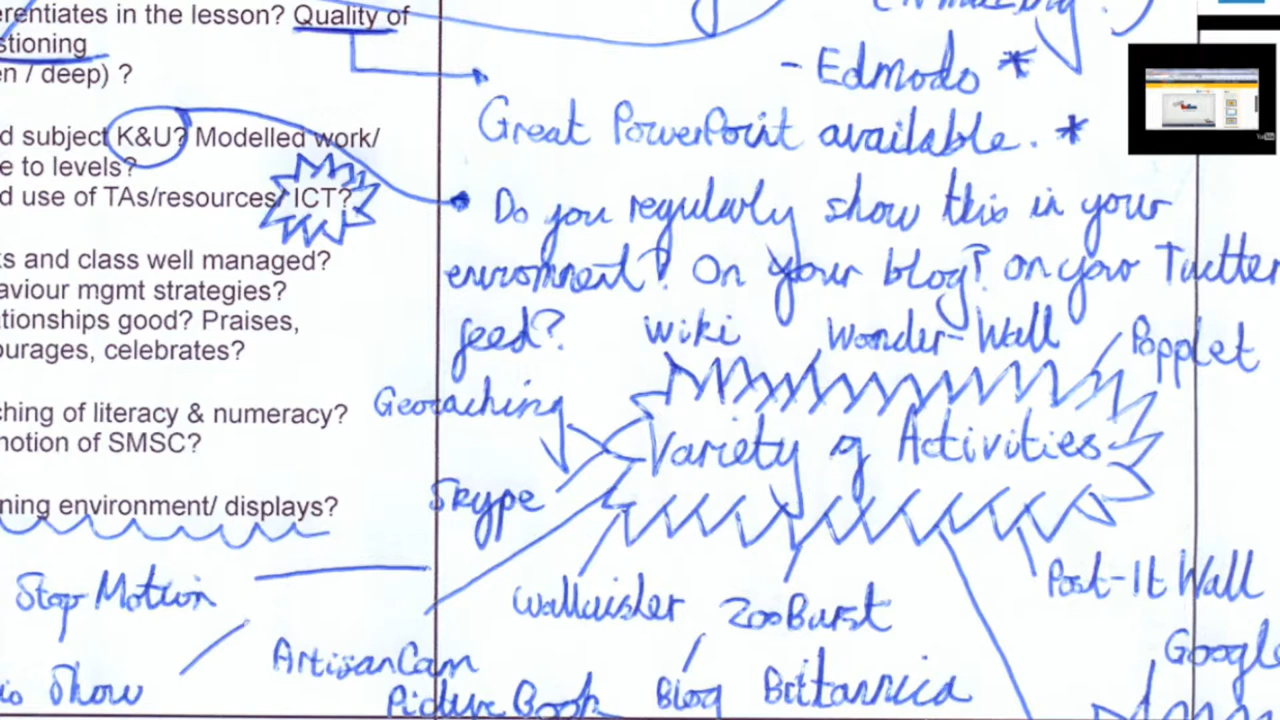 erentiates in the lesson? Quality of
stioning
en / deep) ?
d subject K&U? Modelled work/
e to levels?
d use of TAs/resources/ ICT?
ks and class well managed?
aviour mgmt strategies?
tionships good? Praises,
ourages, celebrates?
ching of literacy & numeracy?
notion of SMSC?
ning environment/ displays?
- Edmodo *
Great PowerPoint available. *
Do you regularly show this in your
enviroment? On your blog? on your Twitter
feed?
Wiki
Wonder-Wall
Popplet
Geocaching
Variety of Activities
Skype
Stop Motion
Wallwisher
ZooBurst
Post-It Wall
ArtisanCam
Google
Show
Picture Book
Blog
Brittannica